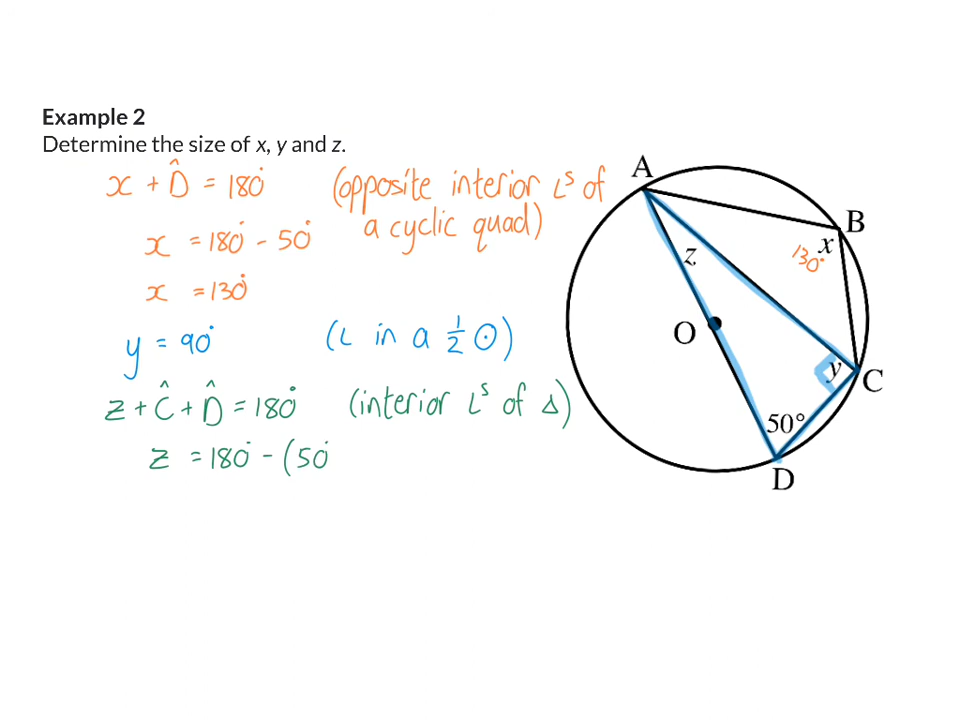 Example 2
Determine the size of x, y and z.
x + D̂ = 180° (opposite interior ∠s of
a cyclic quad)
x = 180° - 50°
x = 130°
y = 90° (∠ in a ½ ⊙)
z + Ĉ + D̂ = 180° (interior ∠s of Δ)
z = 180° - (50°
A
B
x
130°
z
O
y
C
50°
D